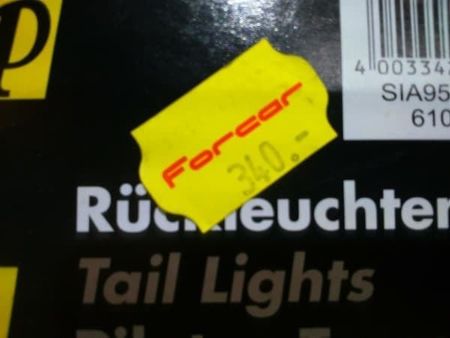 p
4 003342
SIA95
610
Forcar
340.-
Rückleuchten
Tail Lights